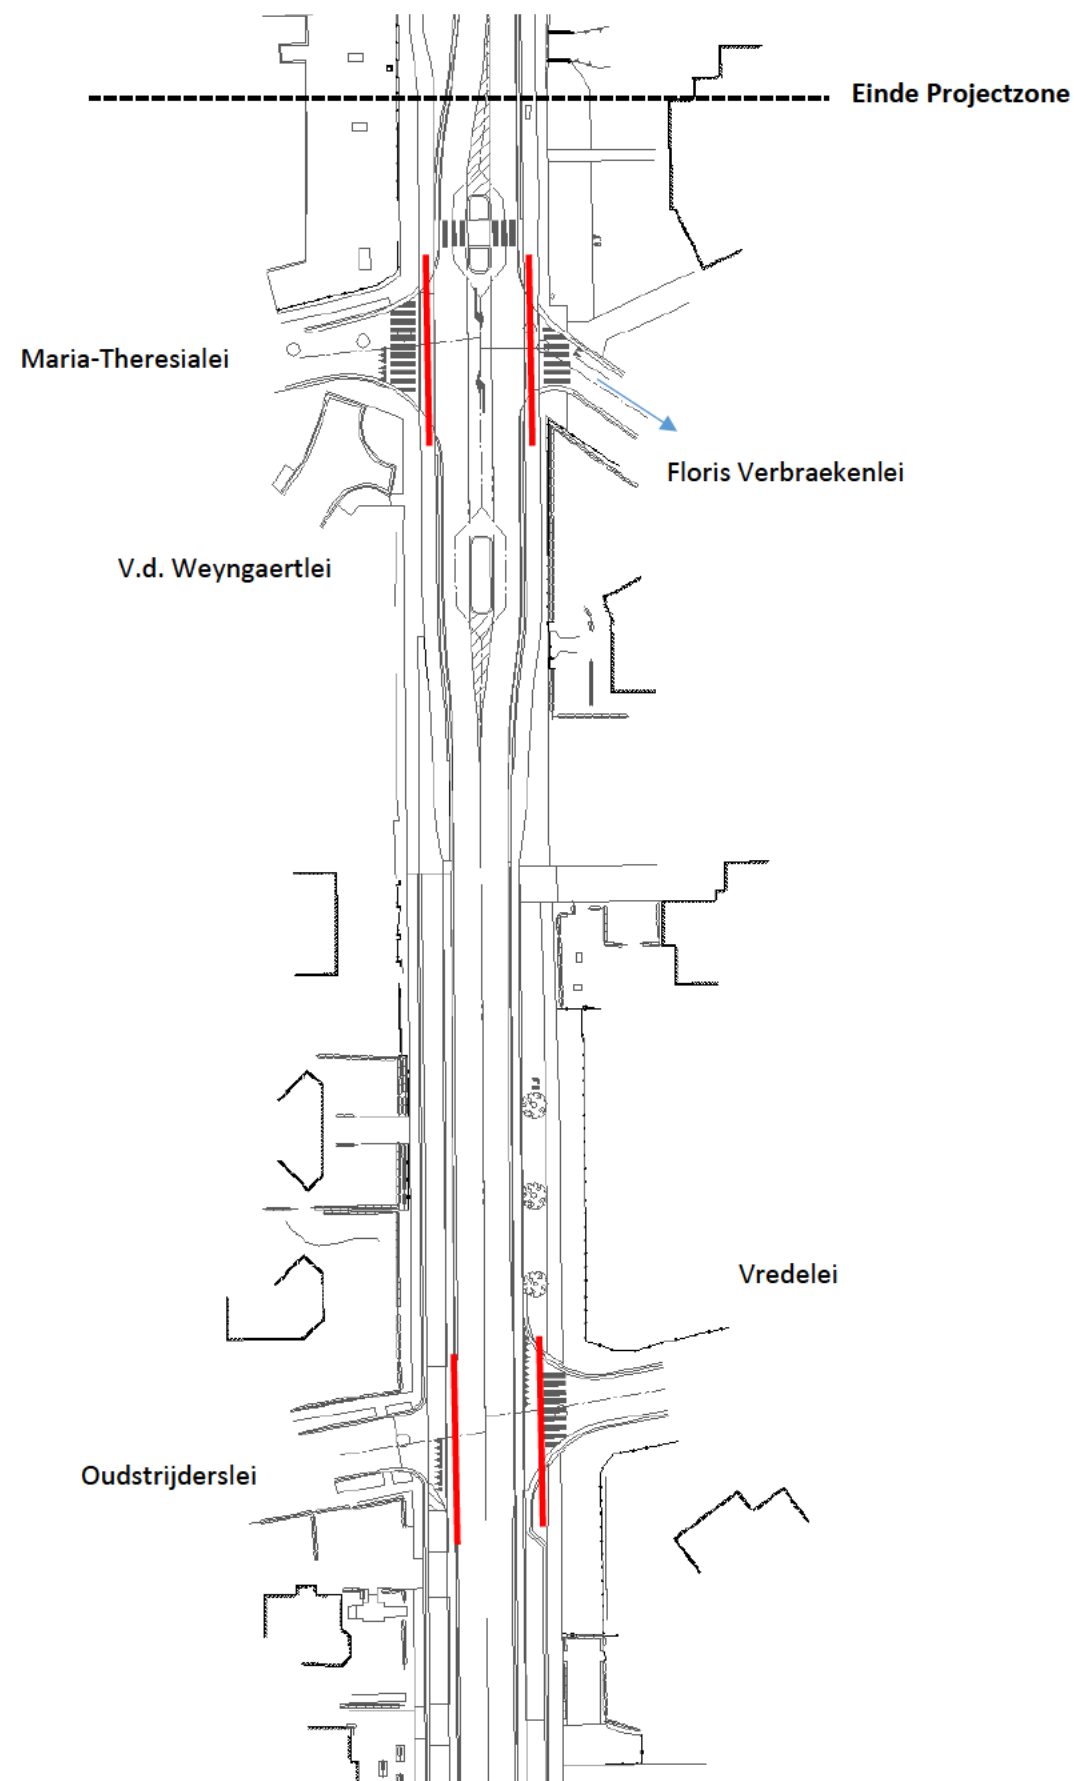 Einde Projectzone
Maria-Theresialei
Floris Verbraekenlei
V.d. Weyngaertlei
Vredelei
Oudstrijderslei